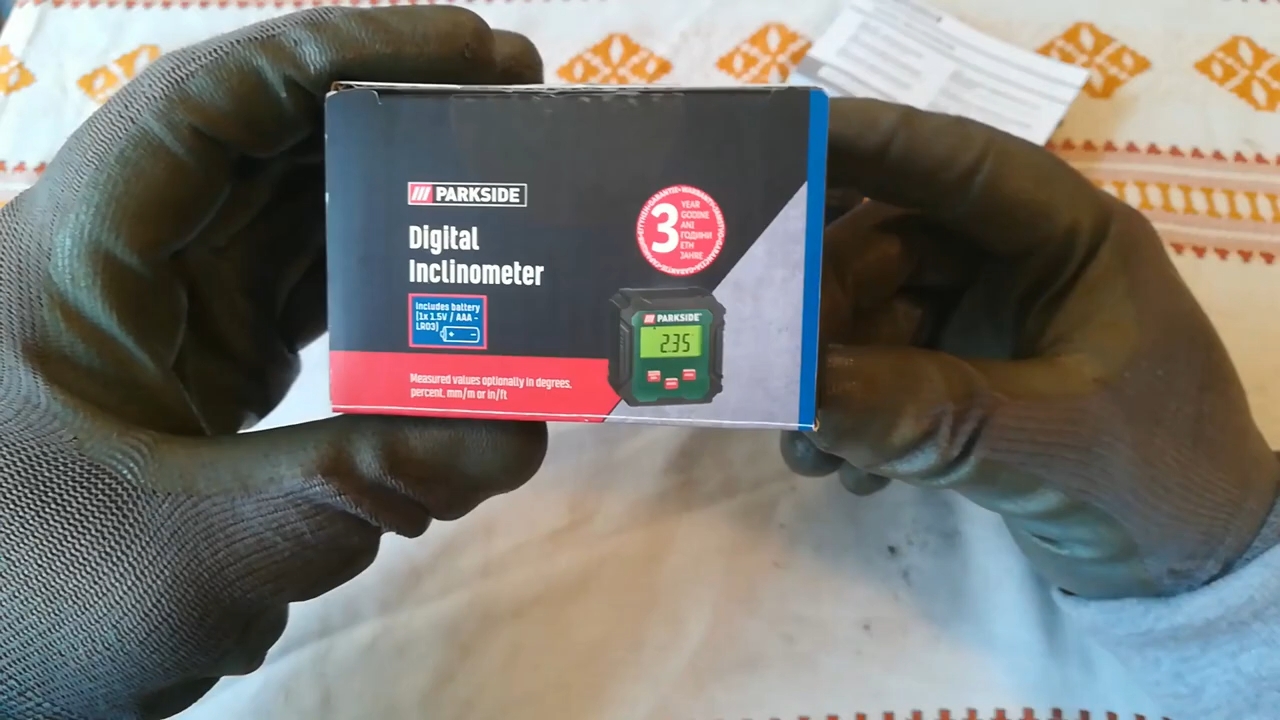 PARKSIDE
Digital
Inclinometer
Includes battery
(1x 1.5V / AAA -
LR03)
Measured values optionally in degrees,
percent, mm/m or in/ft
3
YEAR
GODINE
ANI
ГОДИНИ
ΕΤΗ
JAHRE
PARKSIDE
2.35